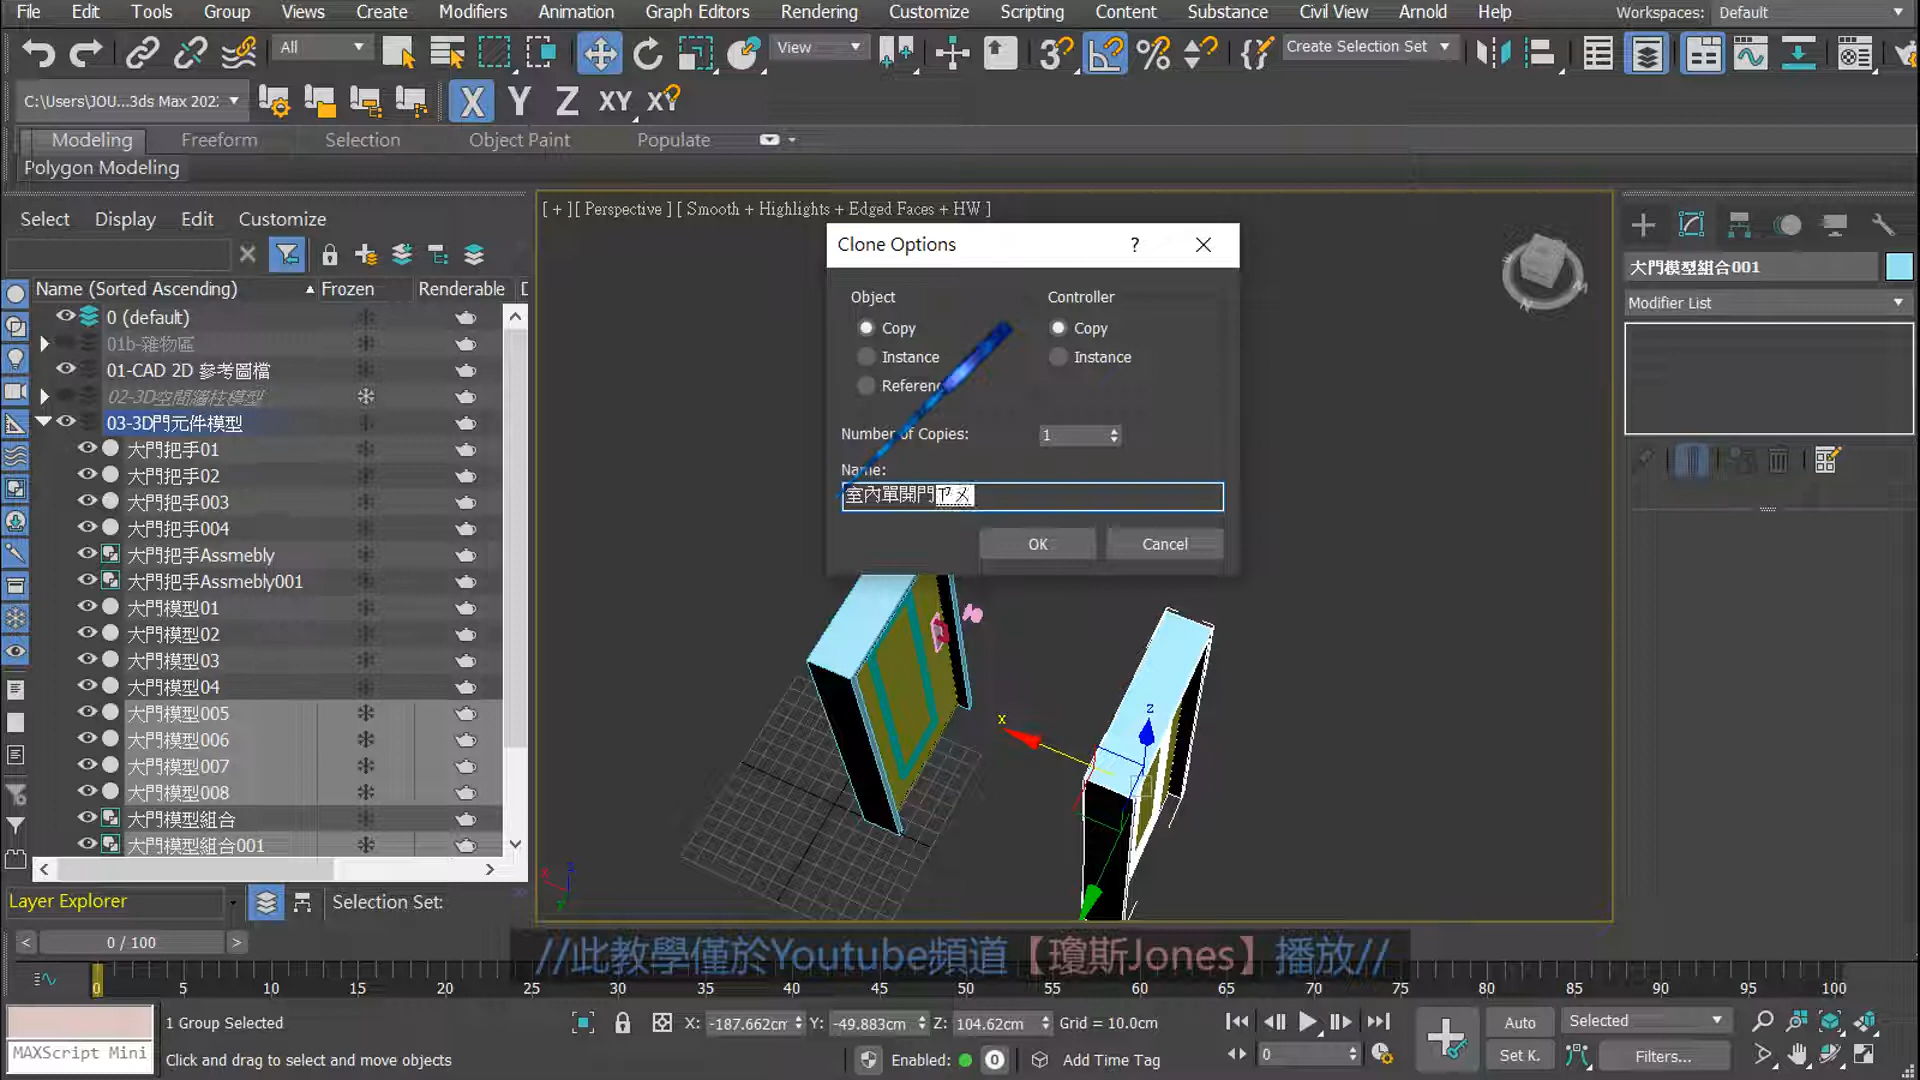 File Edit Tools Group Views Create Modifiers Animation Graph Editors Rendering Customize Scripting Content Substance Civil View Arnold Help Workspaces: Default
All View Create Selection Set
C:\Users\JOU...3ds Max 202 X Y Z XY XY
Modeling Freeform Selection Object Paint Populate
Polygon Modeling
Select Display Edit Customize
[ + ] [ Perspective ] [ Smooth + Highlights + Edged Faces + HW ]
Name (Sorted Ascending) Frozen Renderable
0 (default)
01b-雜物區
01-CAD 2D 參考圖檔
02-3D空間牆柱模型
03-3D門元件模型
大門把手01
大門把手02
大門把手003
大門把手004
大門把手Assmebly
大門把手Assmebly001
大門模型01
大門模型02
大門模型03
大門模型04
大門模型005
大門模型006
大門模型007
大門模型008
大門模型組合
大門模型組合001
Clone Options ?
Object Controller
Copy Copy
Instance Instance
Number of Copies: 1
Name:
室內單開門ㄗㄨ
OK Cancel
大門模型組合001
Modifier List
x
z
Layer Explorer Selection Set:
< 0 / 100 >
//此教學僅於Youtube頻道【瓊斯Jones】播放//
0 5 10 15 20 25 30 35 40 45 50 55 60 65 70 75 80 85 90 95 100
1 Group Selected X: -187.662cm Y: -49.883cm Z: 104.62cm Grid = 10.0cm Auto Selected
MAXScript Mini Click and drag to select and move objects Enabled: 0 Add Time Tag 0 Set K. Filters...